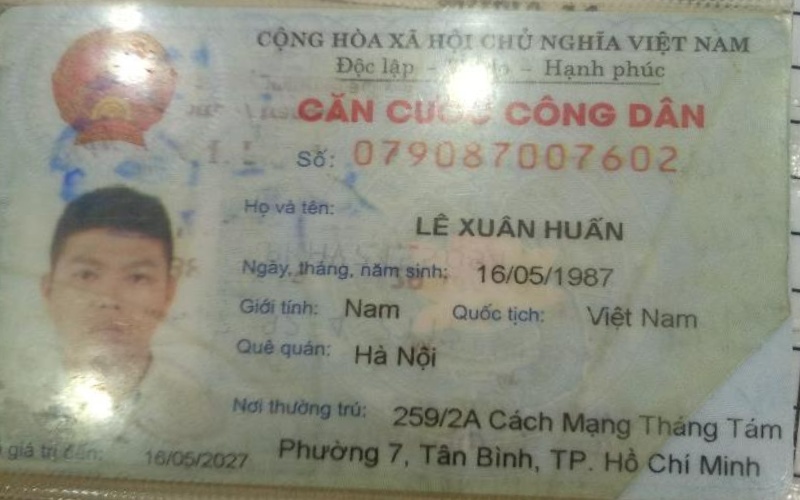 CỘNG HÒA XÃ HỘI CHỦ NGHĨA VIỆT NAM
Độc lập - Tự do - Hạnh phúc
CĂN CƯỚC CÔNG DÂN
Số: 079087007602
Họ và tên: LÊ XUÂN HUẤN
Ngày, tháng, năm sinh: 16/05/1987
Giới tính: Nam Quốc tịch: Việt Nam
Quê quán: Hà Nội
Nơi thường trú: 259/2A Cách Mạng Tháng Tám
giá trị đến: 16/05/2027 Phường 7, Tân Bình, TP. Hồ Chí Minh